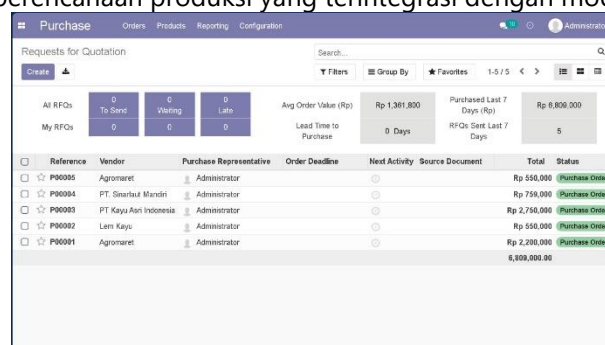 perencanaan produksi yang terintegrasi dengan mod
Purchase Orders Products Reporting Configuration Administrator
Requests for Quotation Search...
Create Filters Group By Favorites 1-5 / 5
All RFQs 0 To Send 0 Waiting 0 Late Avg Order Value (Rp) Rp 1,361,800 Purchased Last 7 Days (Rp) Rp 6,809,000
My RFQs 0 0 0 Lead Time to Purchase 0 Days RFQs Sent Last 7 Days 5
Reference Vendor Purchase Representative Order Deadline Next Activity Source Document Total Status
P00005 Agromaret Administrator Rp 550,000 Purchase Orde
P00004 PT. Sinarlaut Mandiri Administrator Rp 759,000 Purchase Orde
P00003 PT Kayu Asri Indonesia Administrator Rp 2,750,000 Purchase Orde
P00002 Lem Kayu Administrator Rp 550,000 Purchase Orde
P00001 Agromaret Administrator Rp 2,200,000 Purchase Orde
6,809,000.00